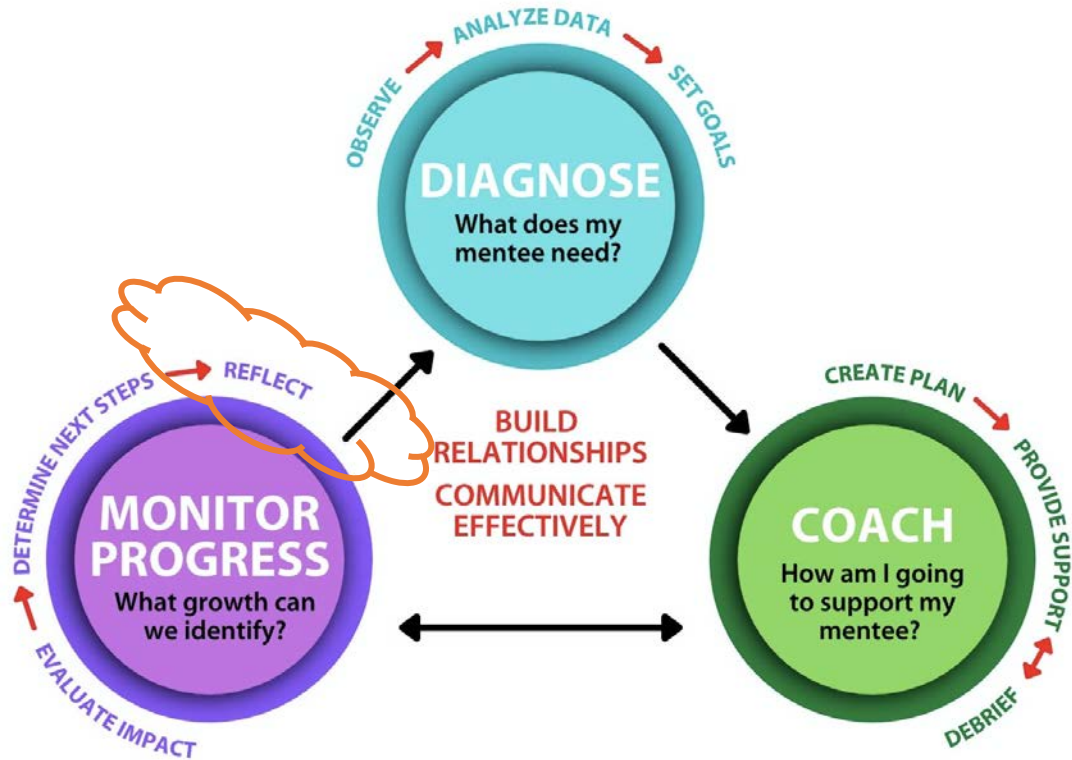 OBSERVE
ANALYZE DATA
SET GOALS
DIAGNOSE
What does my
mentee need?
EVALUATE IMPACT
DETERMINE NEXT STEPS
REFLECT
MONITOR
PROGRESS
What growth can
we identify?
BUILD
RELATIONSHIPS
COMMUNICATE
EFFECTIVELY
CREATE PLAN
PROVIDE SUPPORT
DEBRIEF
COACH
How am I going
to support my
mentee?